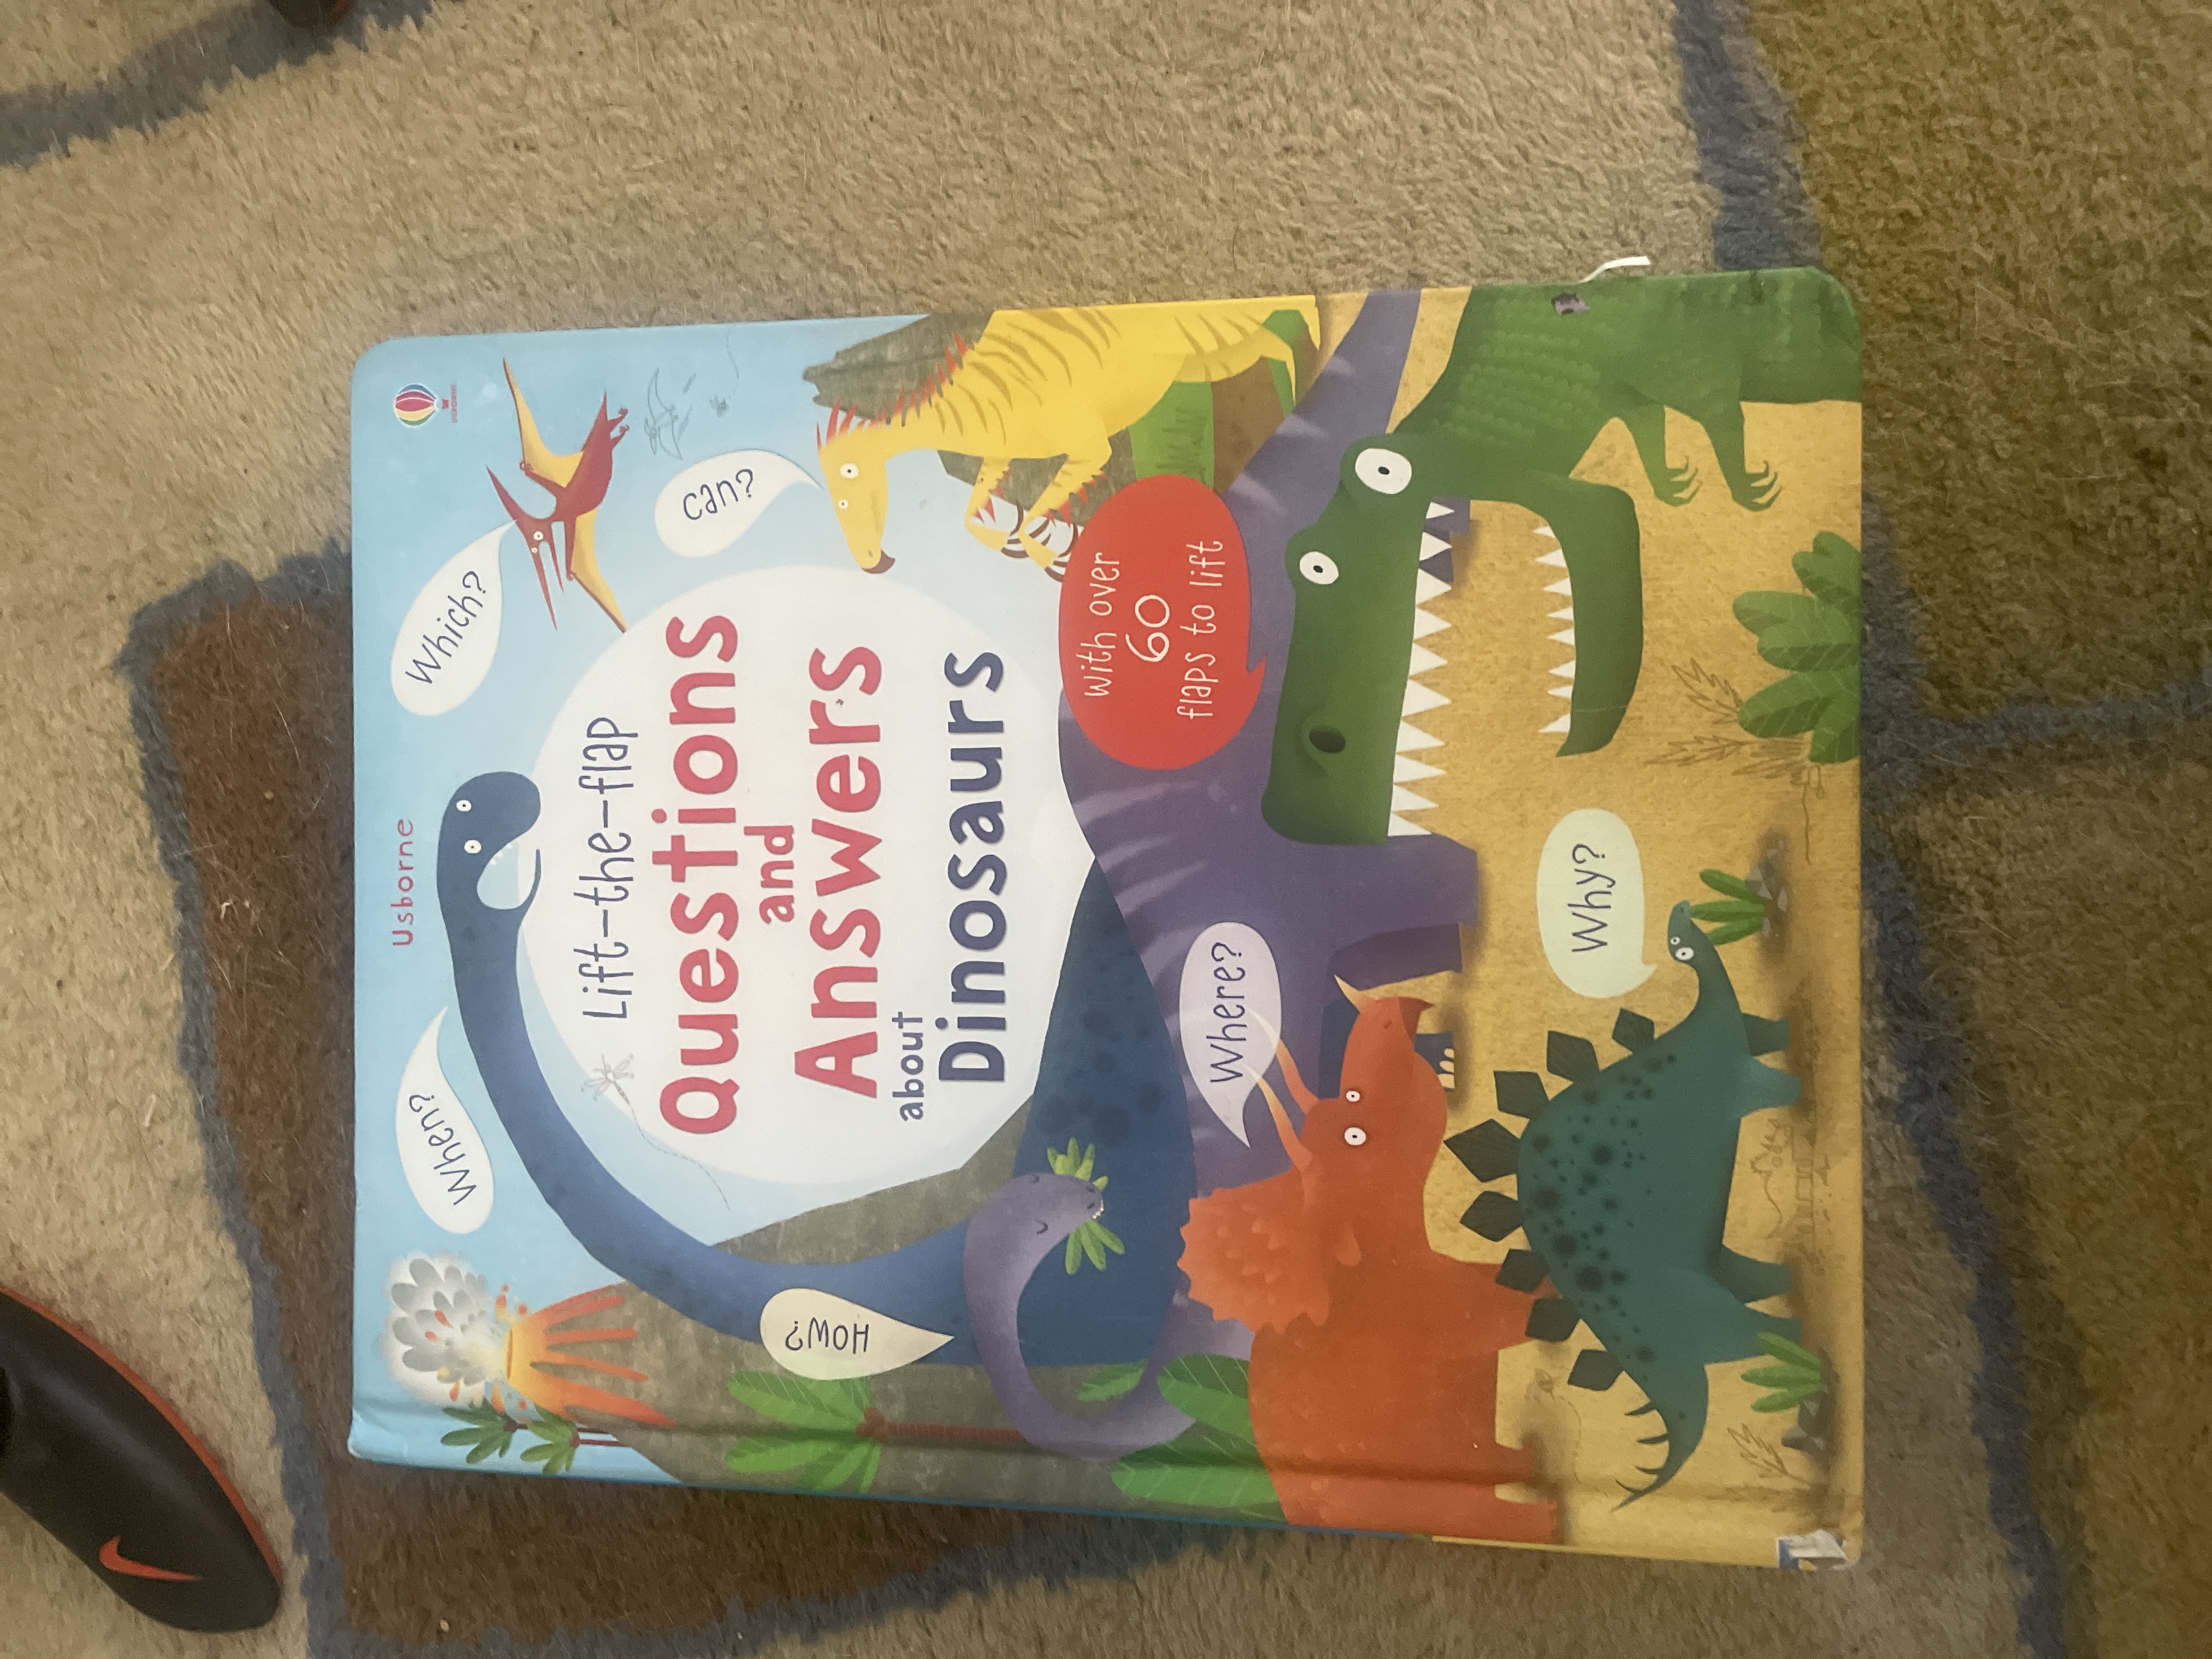 Usborne
USBORNE
When?
Which?
Lift-the-flap
Questions
and
Answers
about
Dinosaurs
can?
HOW?
With over
60
flaps to lift
Where?
Why?